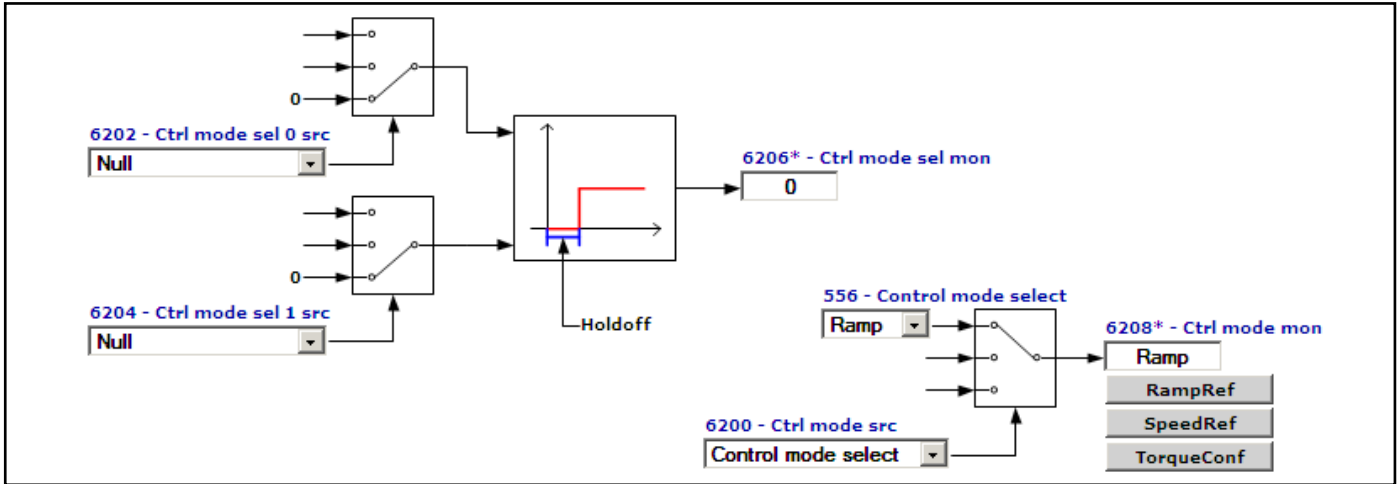 0
6202 - Ctrl mode sel 0 src
Null
6206* - Ctrl mode sel mon
0
0
6204 - Ctrl mode sel 1 src
Null
Holdoff
556 - Control mode select
Ramp
6208* - Ctrl mode mon
Ramp
RampRef
6200 - Ctrl mode src
SpeedRef
Control mode select
TorqueConf